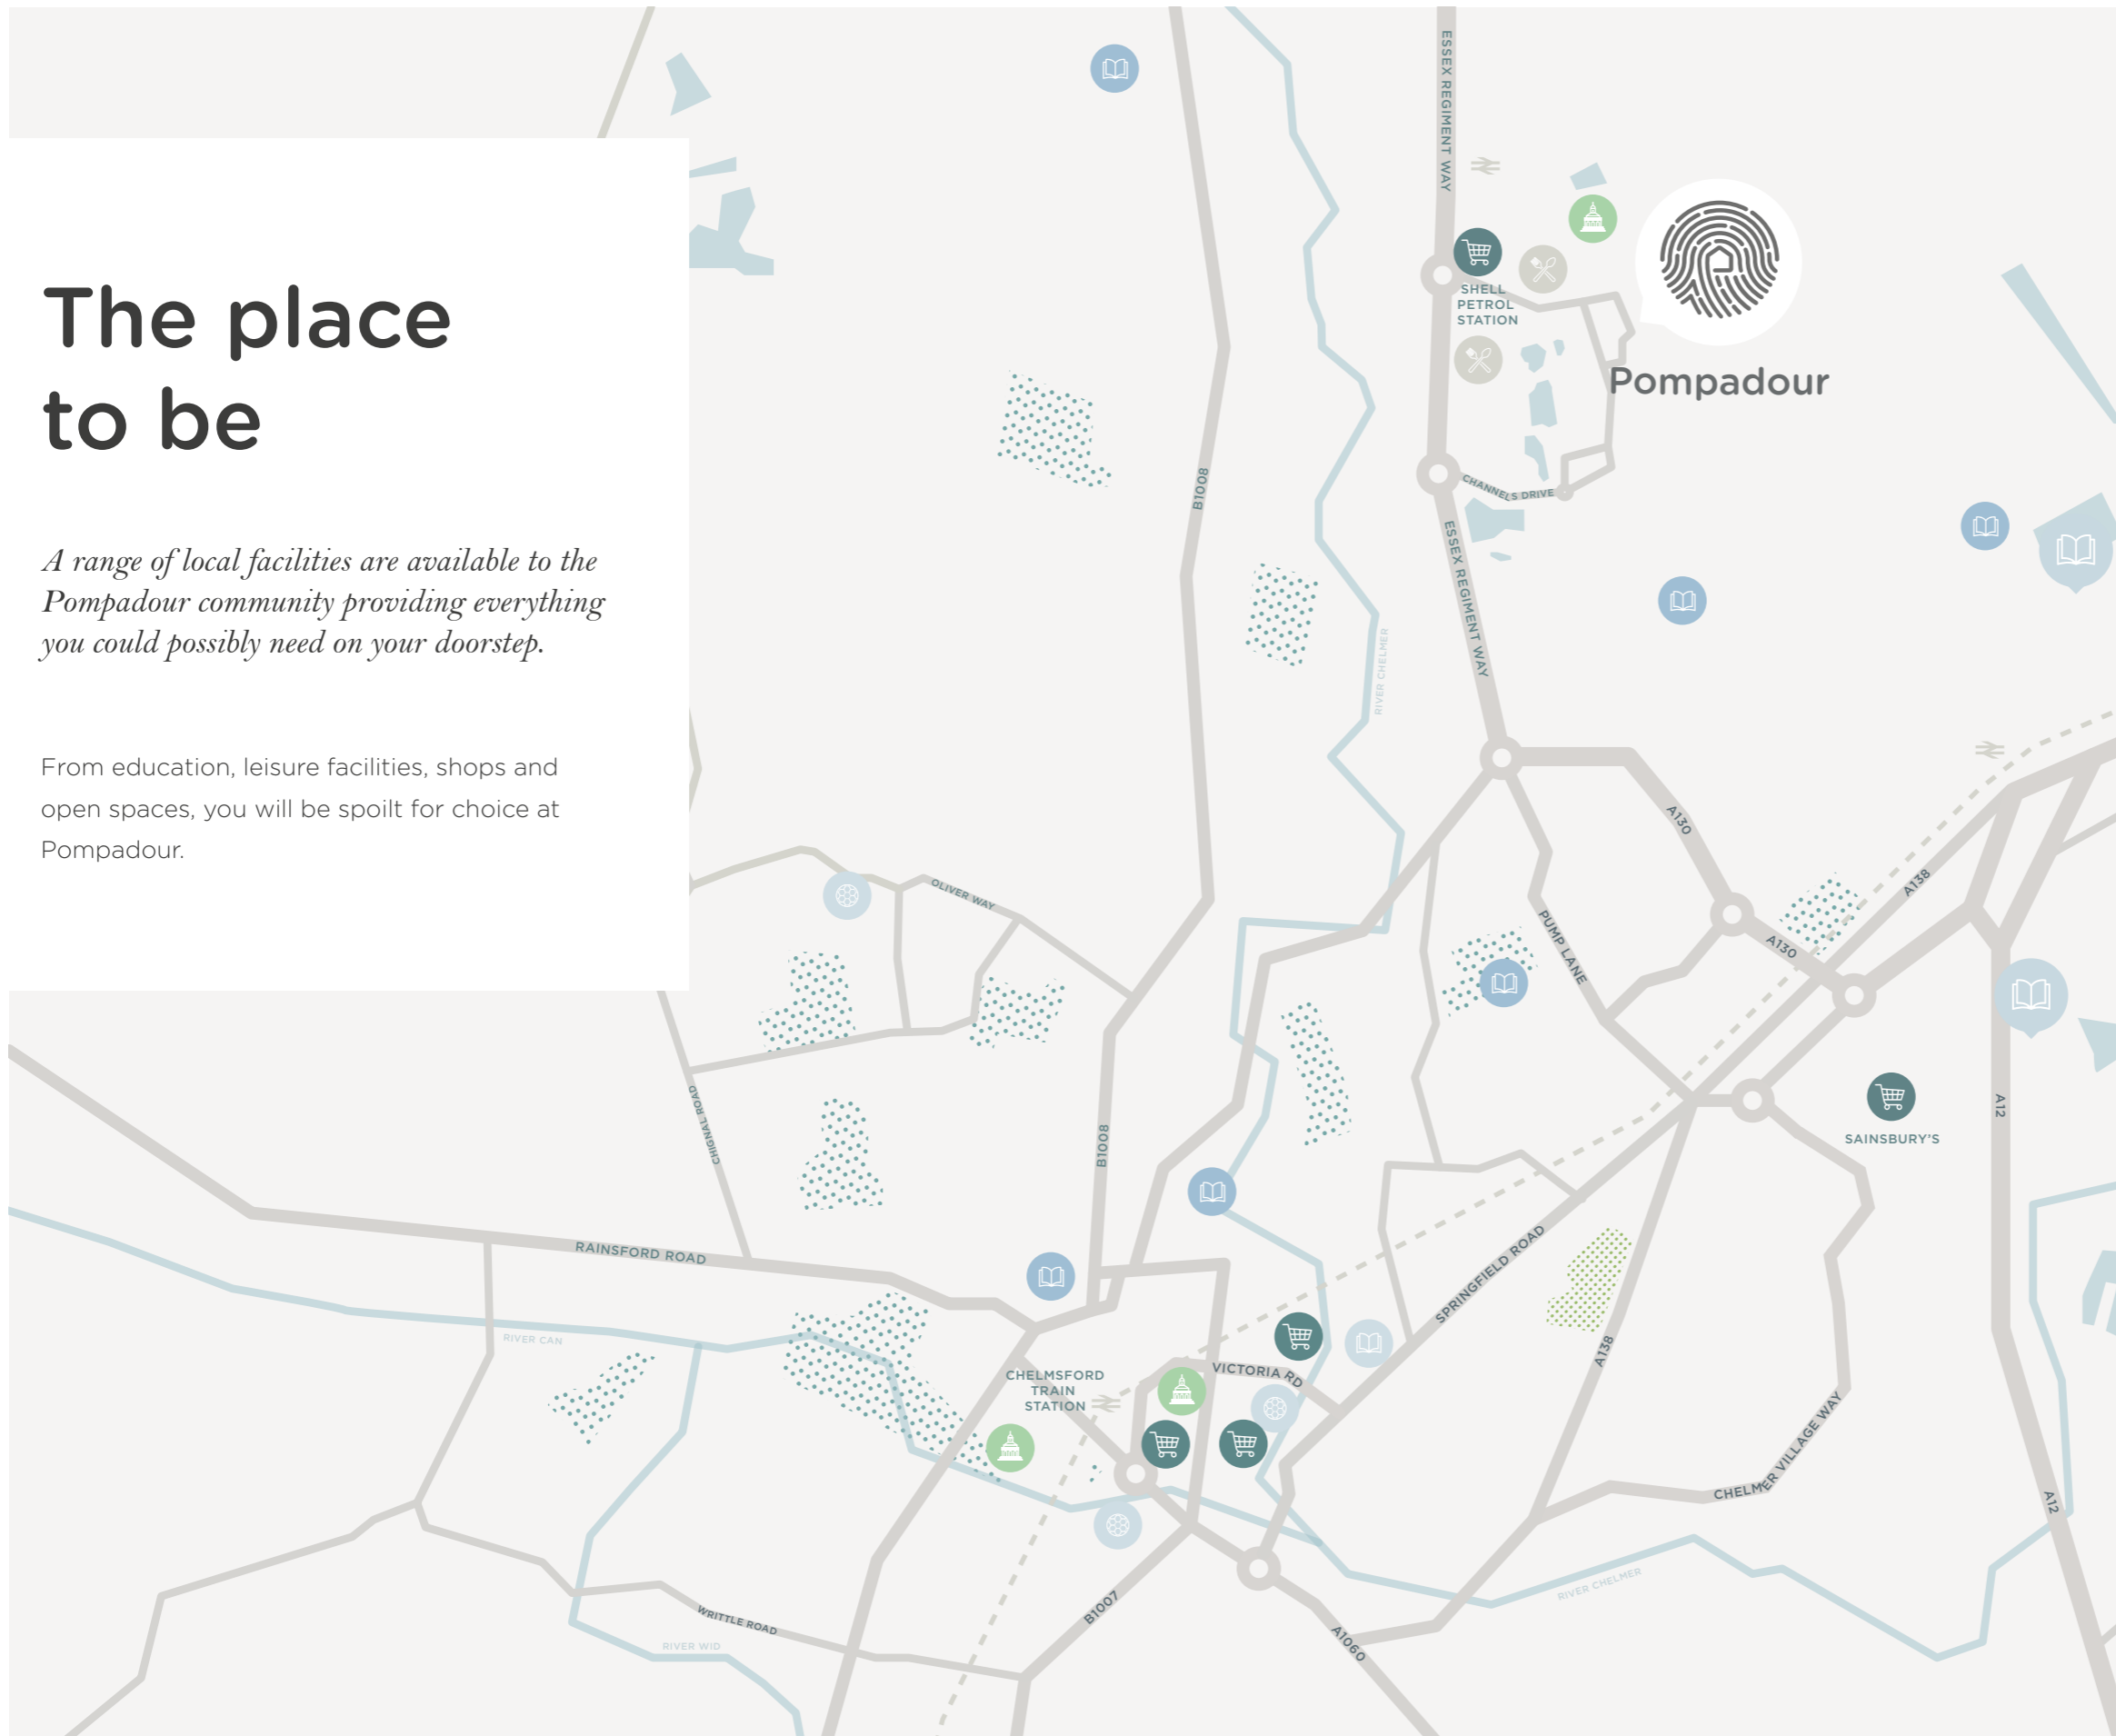 The place
to be
A range of local facilities are available to the
Pompadour community providing everything
you could possibly need on your doorstep.
From education, leisure facilities, shops and
open spaces, you will be spoilt for choice at
Pompadour.
ESSEX REGIMENT WAY
SHELL
PETROL
STATION
Pompadour
B1008
CHANNELS DRIVE
ESSEX REGIMENT WAY
RIVER CHELMER
A130
OLIVER WAY
A138
PUMP LANE
A130
CHIGNAL ROAD
B1008
A12
SAINSBURY'S
RAINSFORD ROAD
SPRINGFIELD ROAD
RIVER CAN
A138
CHELMSFORD
TRAIN
STATION
VICTORIA RD
CHELMER VILLAGE WAY
A12
RIVER CHELMER
B1007
WRITTLE ROAD
RIVER WID
A1060